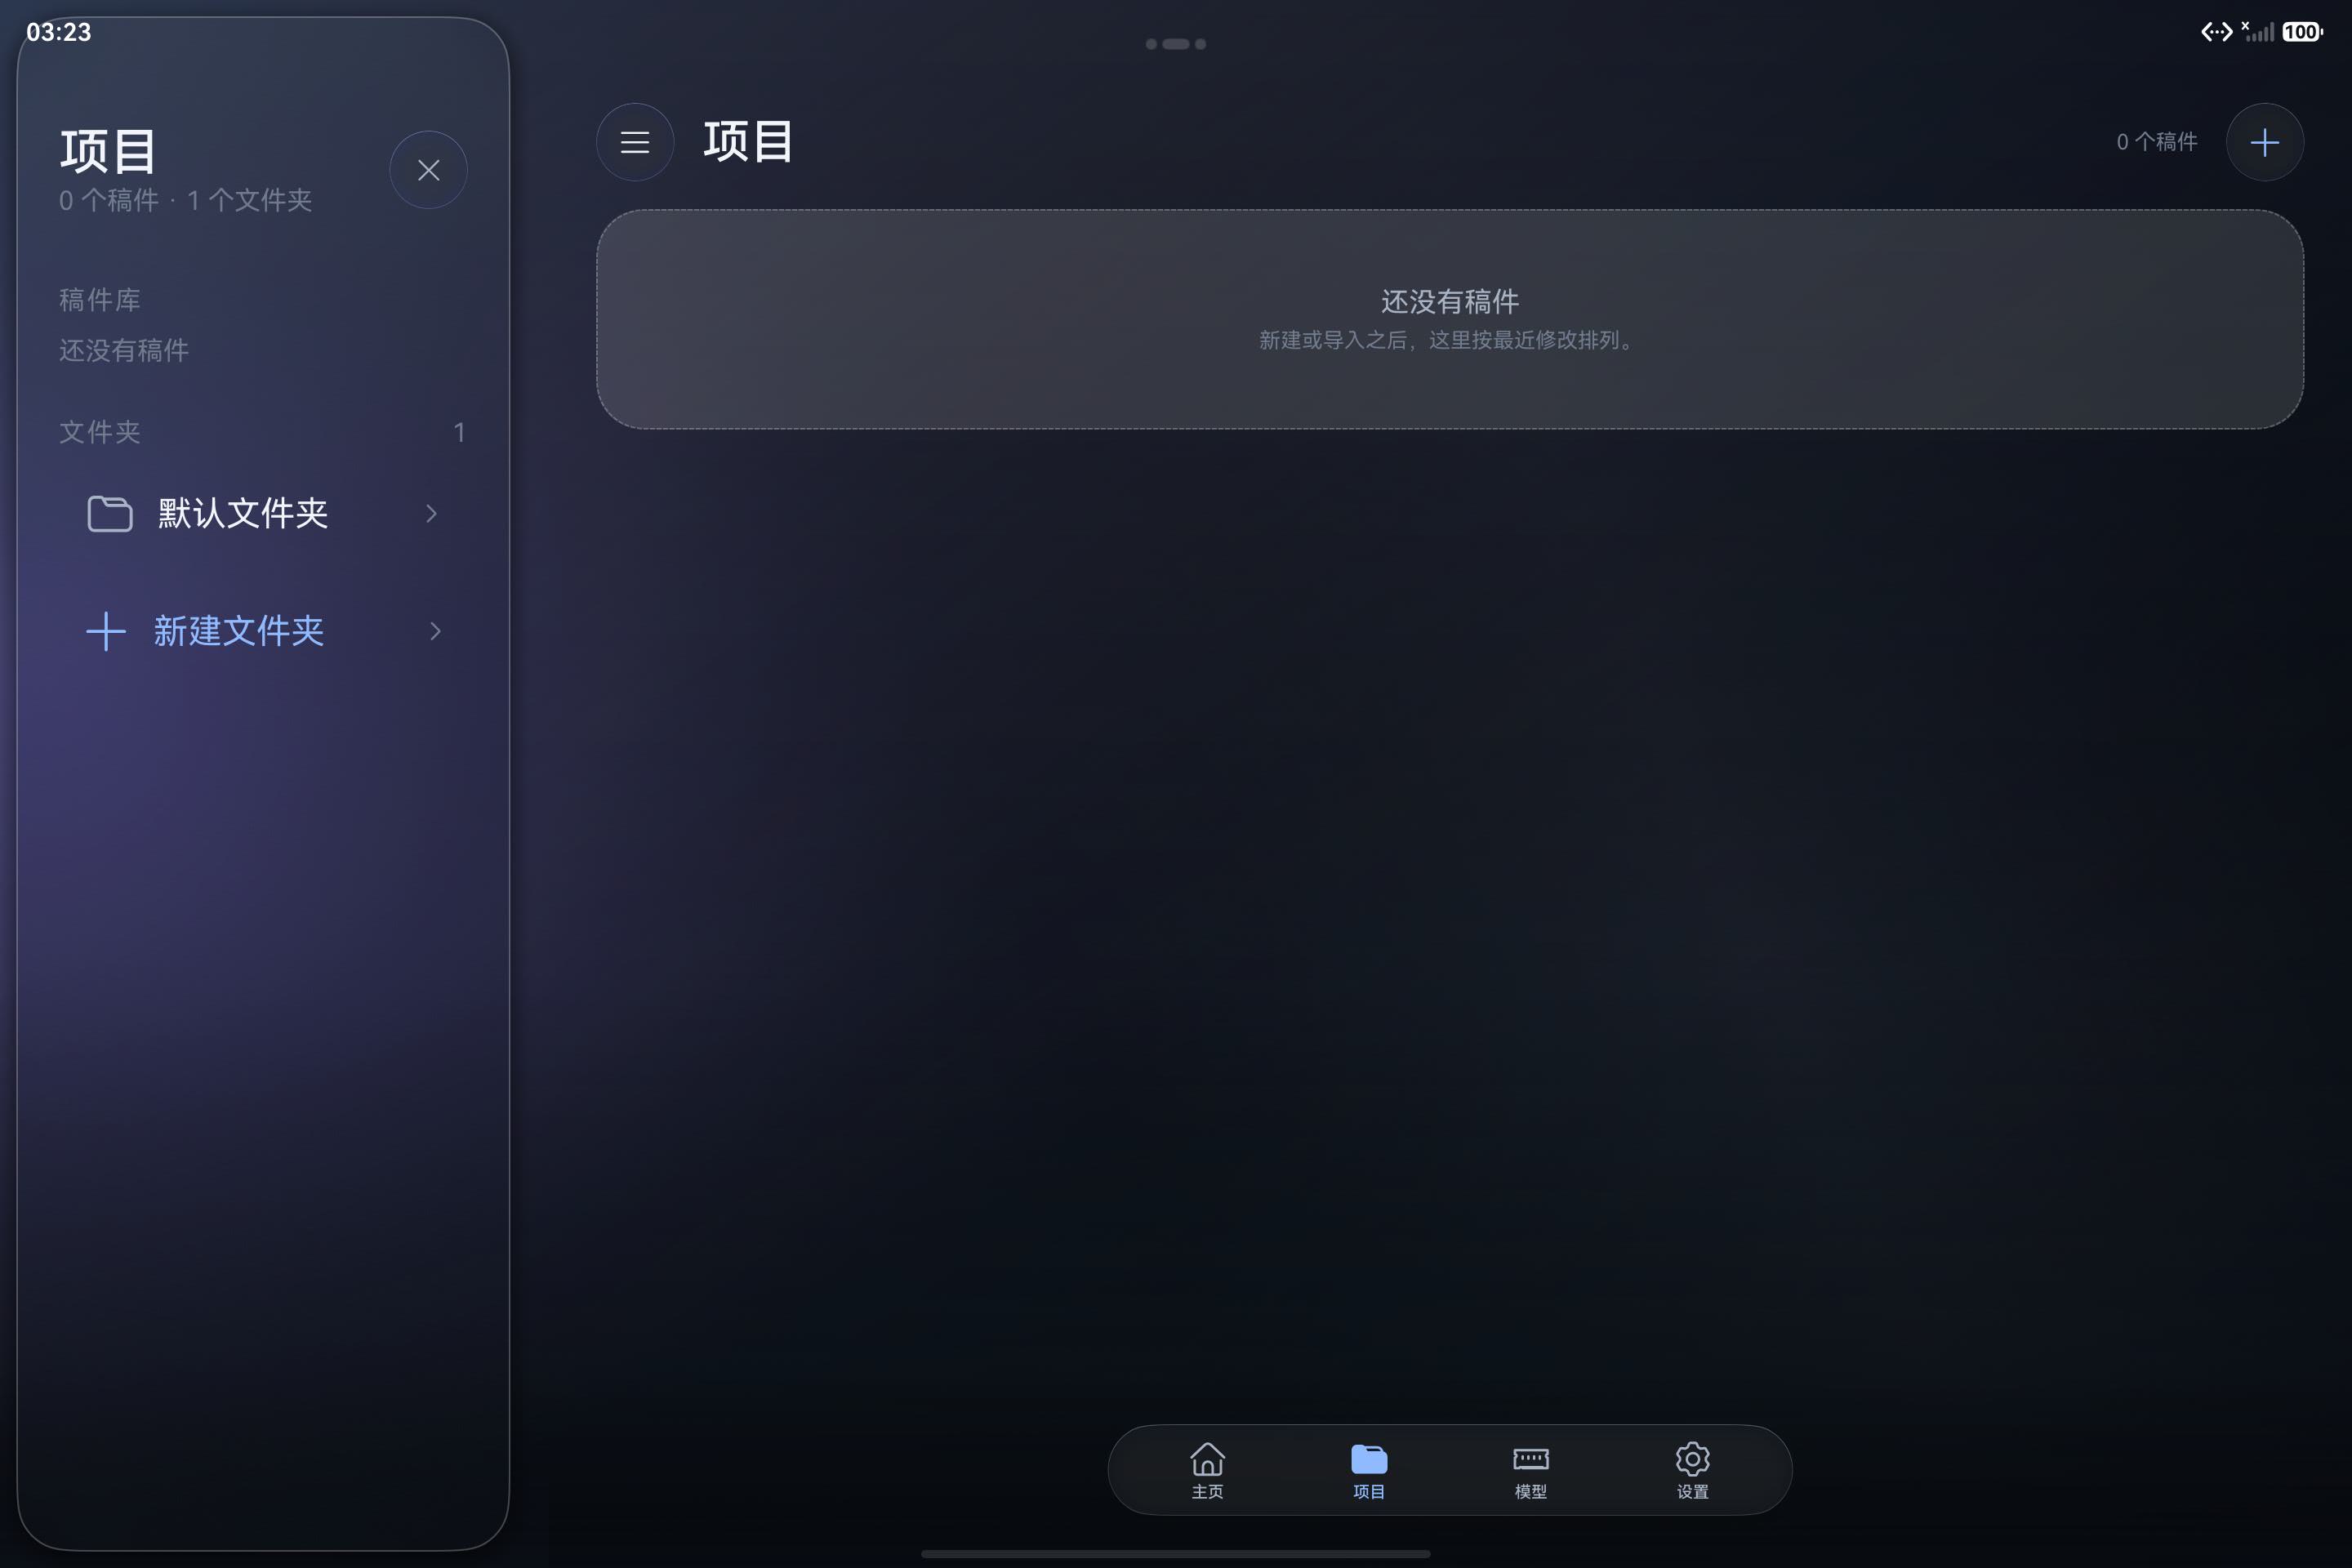 03:23
100
项目
0 个稿件 · 1 个文件夹
稿件库
还没有稿件
文件夹
1
默认文件夹
新建文件夹
项目
0 个稿件
还没有稿件
新建或导入之后，这里按最近修改排列。
主页
项目
模型
设置